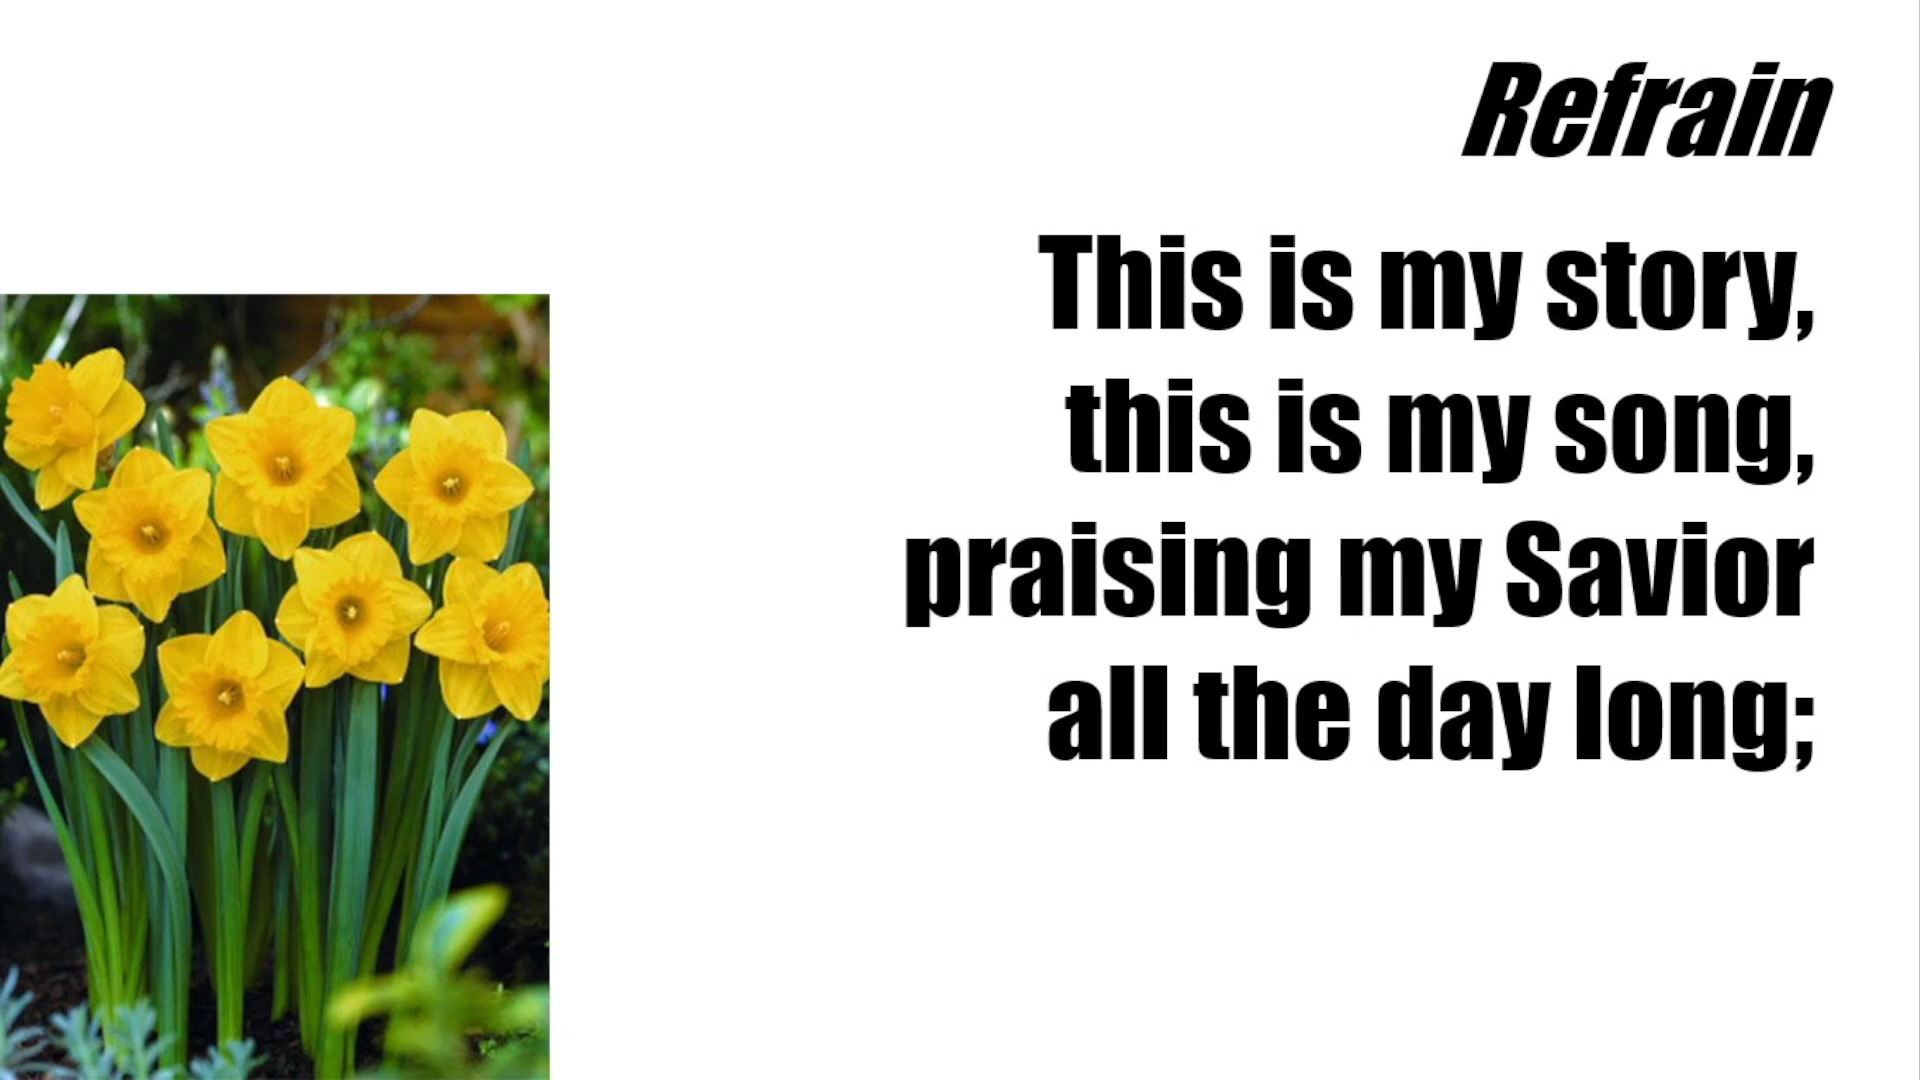 Refrain
This is my story,
this is my song,
praising my Savior
all the day long;